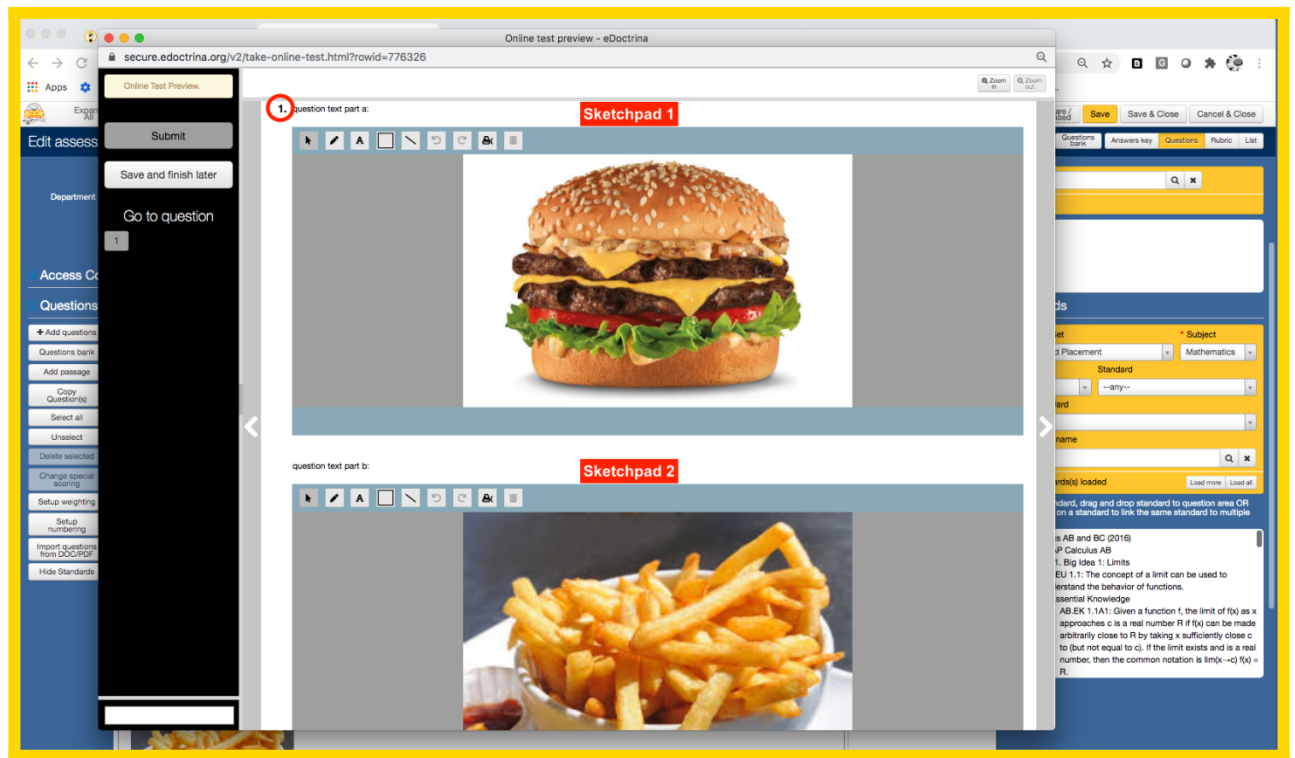 Online test preview - eDoctrina
secure.edoctrina.org/v2/take-online-test.html?rowid=776326
Apps
Online Test Preview.
Zoom in
Zoom out
Expan
All
Save
Save & Close
Cancel & Close
Edit assess
Submit
1.
question text part a:
Sketchpad 1
A
Questions bank
Answers key
Questions
Rubric
List
Save and finish later
Department
Go to question
1
Access Co
Questions
ds
+ Add questions
Questions bank
Add passage
Copy Question(s)
Select all
Unselect
Delete selected
Change special scoring
Setup weighting
Setup numbering
Import questions from DOC/PDF
Hide Standards
et
* Subject
d Placement
Mathematics
Standard
--any--
ard
name
question text part b:
Sketchpad 2
A
rds(s) loaded
Load more
Load all
ndard, drag and drop standard to question area OR
on a standard to link the same standard to multiple
s AB and BC (2016)
AP Calculus AB
1. Big Idea 1: Limits
EU 1.1: The concept of a limit can be used to
erstand the behavior of functions.
ssential Knowledge
AB.EK 1.1A1: Given a function f, the limit of f(x) as x
approaches c is a real number R if f(x) can be made
arbitrarily close to R by taking x sufficiently close c
to (but not equal to c). If the limit exists and is a real
number, then the common notation is lim(x→c) f(x) =
R.